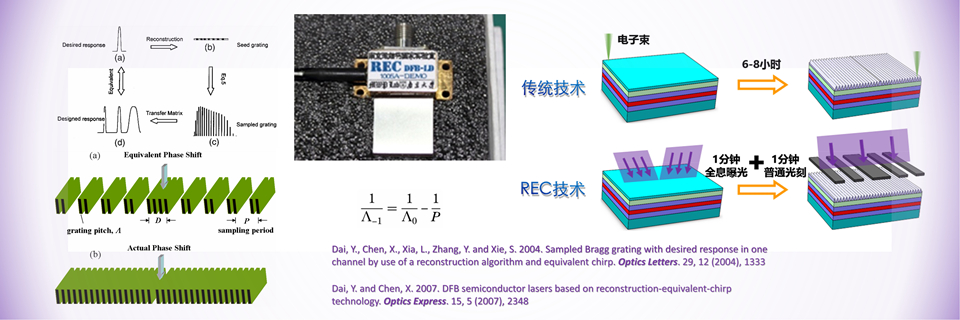 Desired response
Reconstruction
Seed grating
(a)
(b)
Equivalent
Eq.5
Designed response
Transfer Matrix
Sampled grating
(d)
(c)
(a)
Equivalent Phase Shift
grating pitch, Λ
D
P
sampling period
Actual Phase Shift
(b)
REC DFB-LD
1005A-DEMO
1/Λ₋₁ = 1/Λ₀ - 1/P
电子束
传统技术
6-8小时
REC技术
1分钟
全息曝光
+
1分钟
普通光刻
Dai, Y., Chen, X., Xia, L., Zhang, Y. and Xie, S. 2004. Sampled Bragg grating with desired response in one
channel by use of a reconstruction algorithm and equivalent chirp. Optics Letters. 29, 12 (2004), 1333
Dai, Y. and Chen, X. 2007. DFB semiconductor lasers based on reconstruction-equivalent-chirp
technology. Optics Express. 15, 5 (2007), 2348